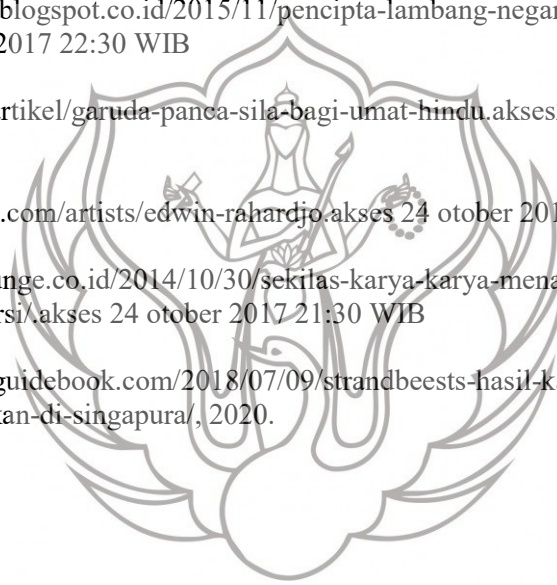 blogspot.co.id/2015/11/pencipta-lambang-negar
2017 22:30 WIB
rtikel/garuda-panca-sila-bagi-umat-hindu.akses
.com/artists/edwin-rahardjo.akses 24 otober 201
nge.co.id/2014/10/30/sekilas-karya-karya-mena
rsi/.akses 24 otober 2017 21:30 WIB
guidebook.com/2018/07/09/strandbeests-hasil-k
kan-di-singapura/, 2020.